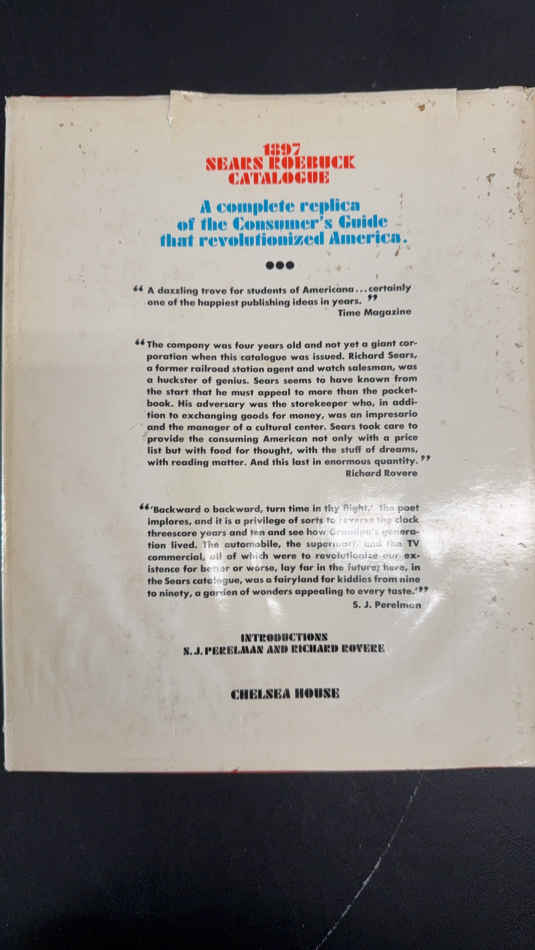 1897
SEARS ROEBUCK
CATALOGUE
A complete replica
of the Consumer's Guide
that revolutionized America.
●●●
“ A dazzling trove for students of Americana...certainly
one of the happiest publishing ideas in years. ”
Time Magazine
“The company was four years old and not yet a giant cor-
poration when this catalogue was issued. Richard Sears,
a former railroad station agent and watch salesman, was
a huckster of genius. Sears seems to have known from
the start that he must appeal to more than the pocket-
book. His adversary was the storekeeper who, in addi-
tion to exchanging goods for money, was an impresario
and the manager of a cultural center. Sears took care to
provide the consuming American not only with a price
list but with food for thought, with the stuff of dreams,
with reading matter. And this last in enormous quantity.”
Richard Rovere
“‘Backward o backward, turn time in thy flight,’ the poet
implores, and it is a privilege of sorts to reverse the clock
threescore years and ten and see how Grandpa's genera-
tion lived. The automobile, the supermart, and the TV
commercial, all of which were to revolutionize our ex-
istence for better or worse, lay far in the future; here, in
the Sears catalogue, was a fairyland for kiddies from nine
to ninety, a garden of wonders appealing to every taste.’”
S. J. Perelman
INTRODUCTIONS
S. J. PERELMAN AND RICHARD ROVERE
CHELSEA HOUSE